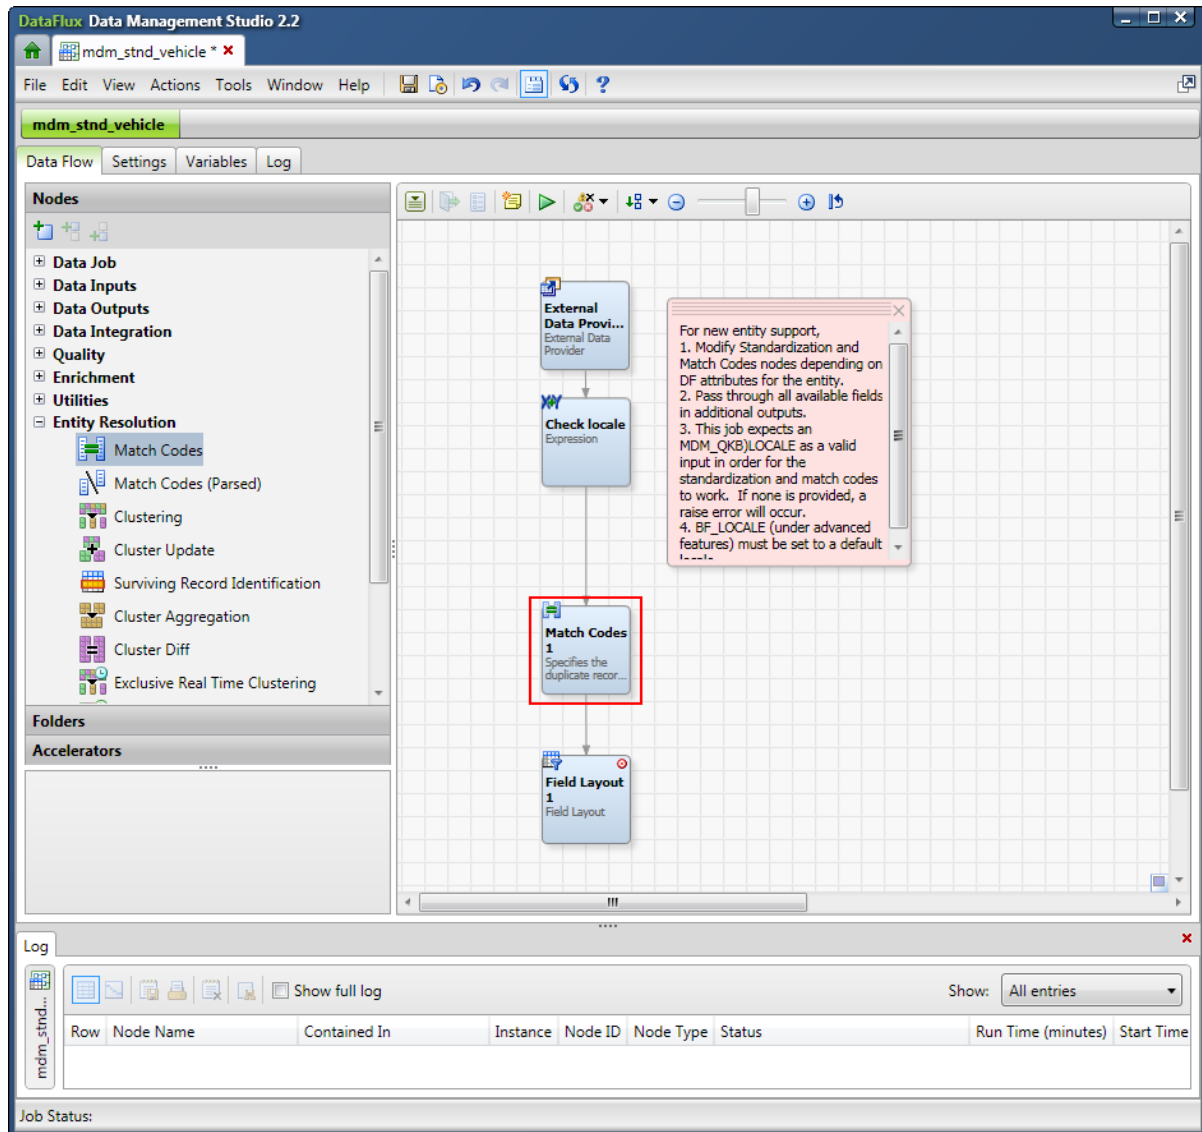 DataFlux Data Management Studio 2.2
mdm_stnd_vehicle *
File Edit View Actions Tools Window Help
mdm_stnd_vehicle
Data Flow Settings Variables Log
Nodes
Data Job
Data Inputs
Data Outputs
Data Integration
Quality
Enrichment
Utilities
Entity Resolution
Match Codes
Match Codes (Parsed)
Clustering
Cluster Update
Surviving Record Identification
Cluster Aggregation
Cluster Diff
Exclusive Real Time Clustering
Folders
Accelerators
External
Data Provi...
External Data
Provider
Check locale
Expression
Match Codes
1
Specifies the
duplicate recor...
Field Layout
1
Field Layout
For new entity support,
1. Modify Standardization and
Match Codes nodes depending on
DF attributes for the entity.
2. Pass through all available fields
in additional outputs.
3. This job expects an
MDM_QKB)LOCALE as a valid
input in order for the
standardization and match codes
to work. If none is provided, a
raise error will occur.
4. BF_LOCALE (under advanced
features) must be set to a default
Log
mdm_stnd...
Show full log
Show: All entries
Row Node Name Contained In Instance Node ID Node Type Status Run Time (minutes) Start Time
Job Status: